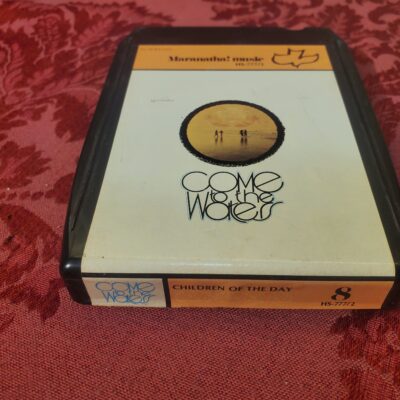 Maranatha! music
HS-777/2
COME
to the
Waters
COME
to the
Waters
CHILDREN OF THE DAY
8
HS-777/2